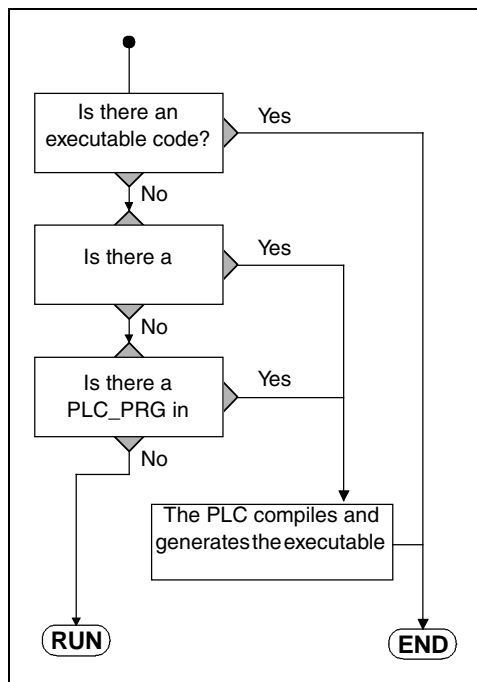 Is there an
executable code?
Yes
No
Is there a
Yes
No
Is there a
PLC_PRG in
Yes
No
The PLC compiles and
generates the executable
RUN
END